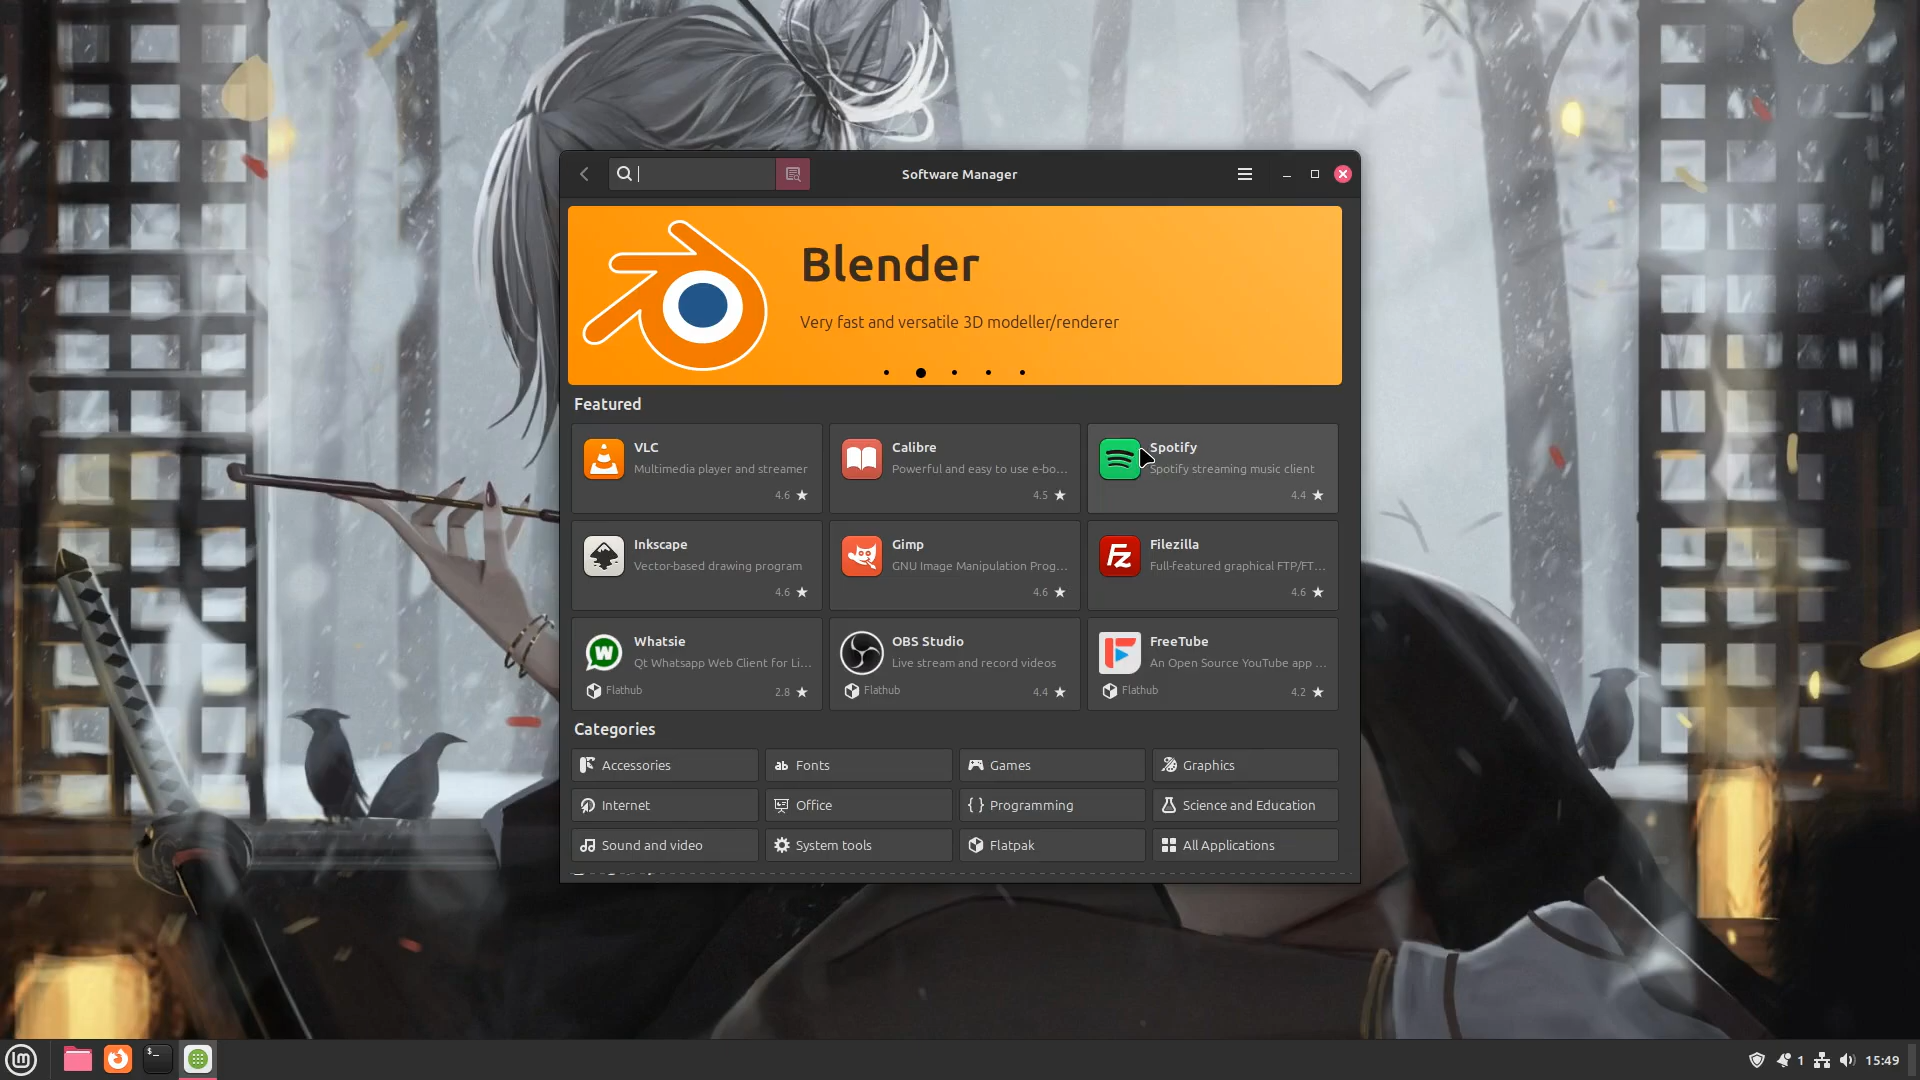 Software Manager
Blender
Very fast and versatile 3D modeller/renderer
Featured
VLC
Multimedia player and streamer
4.6
Calibre
Powerful and easy to use e-bo...
4.5
Spotify
Spotify streaming music client
4.4
Inkscape
Vector-based drawing program
4.6
Gimp
GNU Image Manipulation Prog...
4.6
Filezilla
Full-featured graphical FTP/FT...
4.6
Whatsie
Qt Whatsapp Web Client for Li...
Flathub 2.8
OBS Studio
Live stream and record videos
Flathub 4.4
FreeTube
An Open Source YouTube app ...
Flathub 4.2
Categories
Accessories
Fonts
Games
Graphics
Internet
Office
Programming
Science and Education
Sound and video
System tools
Flatpak
All Applications
1 15:49